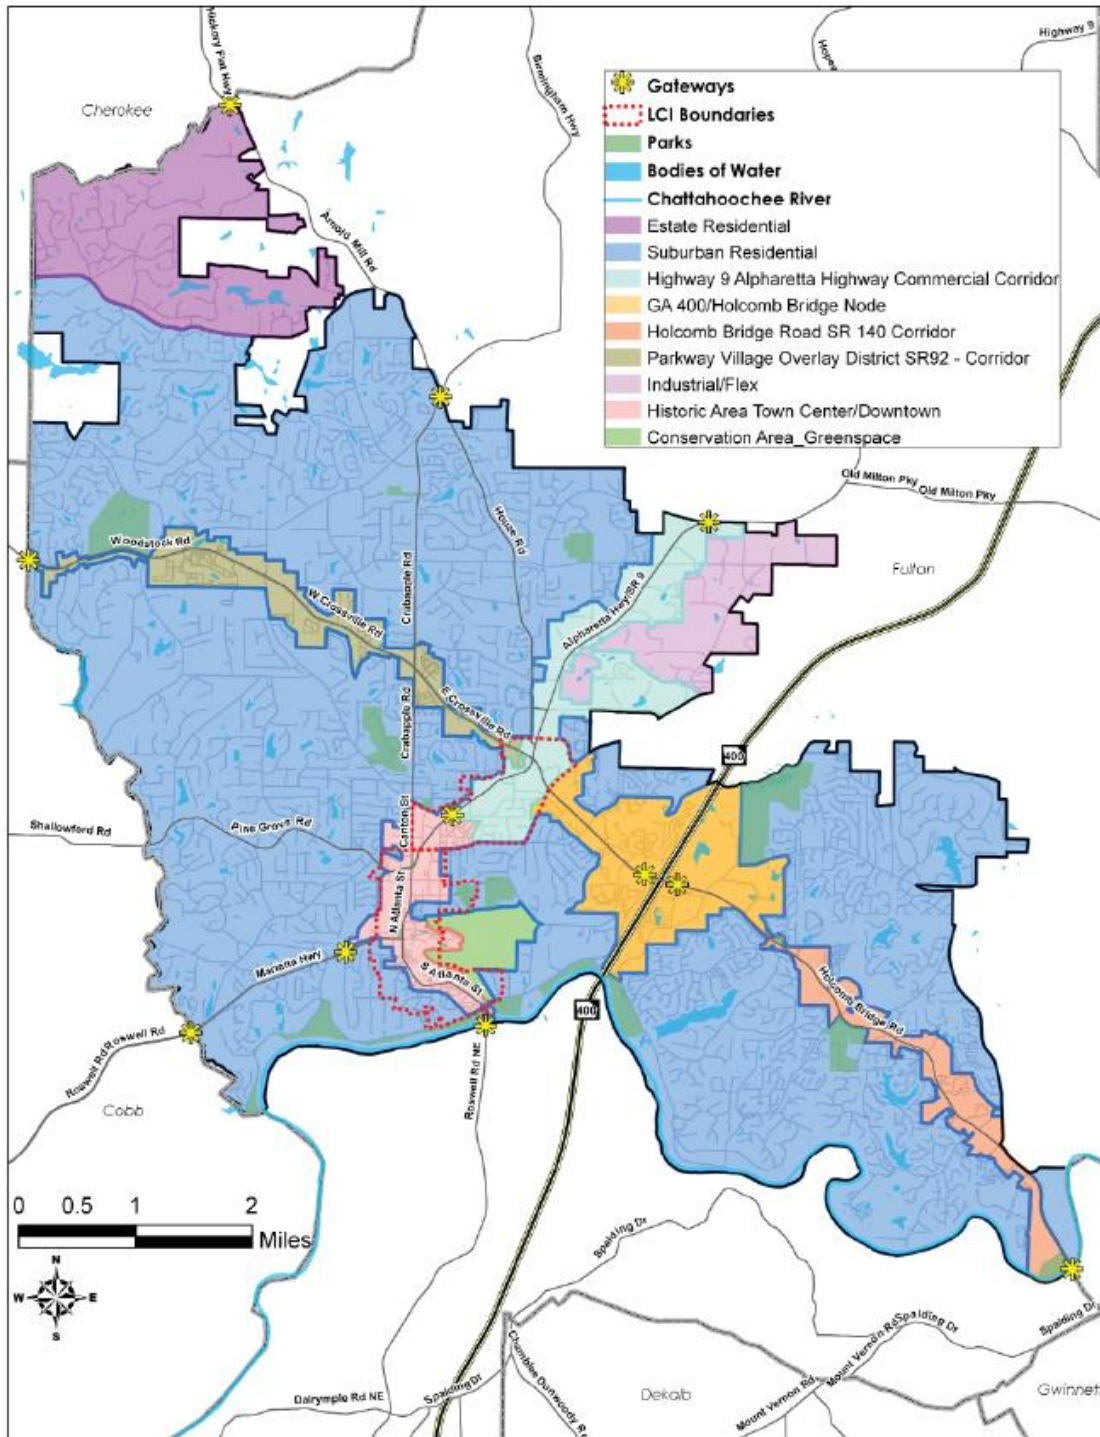 Hickory Flat Hwy
Birmingham Hwy
Highway 9
Cherokee
Gateways
LCI Boundaries
Parks
Bodies of Water
Chattahoochee River
Estate Residential
Suburban Residential
Highway 9 Alpharetta Highway Commercial Corridor
GA 400/Holcomb Bridge Node
Holcomb Bridge Road SR 140 Corridor
Parkway Village Overlay District SR92 - Corridor
Industrial/Flex
Historic Area Town Center/Downtown
Conservation Area_Greenspace
Arnold Mill Rd
Old Milton Pky
Old Milton Pky
Houze Rd
Woodstock Rd
Crabapple Rd
Fulton
Alpharetta Hwy/SR 9
W Crossville Rd
E Crossville Rd
Crabapple Rd
400
Canton St
Shallowford Rd
Pine Grove Rd
N Atlanta St
Marietta Hwy
S Atlanta St
Holcomb Bridge Rd
400
Roswell Rd
Roswell Rd
Roswell Rd NE
Cobb
0 0.5 1 2
Miles
N
W E
S
Spalding Dr
Spalding Dr
Spalding Dr
Mount Vernon Rd
Mount Vernon Rd
Chamblee Dunwoody Rd
Dalrymple Rd NE
Spalding Dr
Dekalb
Gwinnett